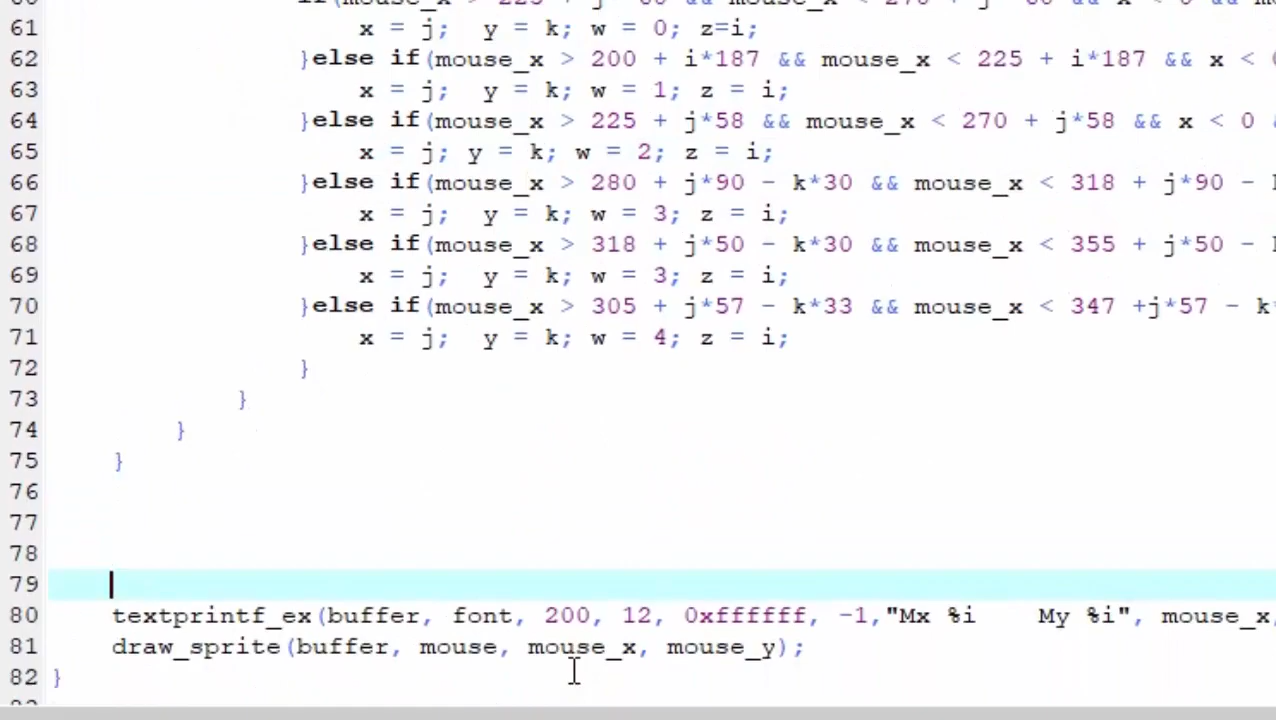 61 x = j;  y = k; w = 0; z=i;
62 }else if(mouse_x > 200 + i*187 && mouse_x < 225 + i*187 && x <
63 x = j;  y = k; w = 1; z = i;
64 }else if(mouse_x > 225 + j*58 && mouse_x < 270 + j*58 && x < 0
65 x = j; y = k; w = 2; z = i;
66 }else if(mouse_x > 280 + j*90 - k*30 && mouse_x < 318 + j*90 -
67 x = j;  y = k; w = 3; z = i;
68 }else if(mouse_x > 318 + j*50 - k*30 && mouse_x < 355 + j*50 -
69 x = j;  y = k; w = 3; z = i;
70 }else if(mouse_x > 305 + j*57 - k*33 && mouse_x < 347 +j*57 - k
71 x = j;  y = k; w = 4; z = i;
72 }
73 }
74 }
75 }
76
77
78
79
80 textprintf_ex(buffer, font, 200, 12, 0xffffff, -1,"Mx %i    My %i", mouse_x,
81 draw_sprite(buffer, mouse, mouse_x, mouse_y);
82 }